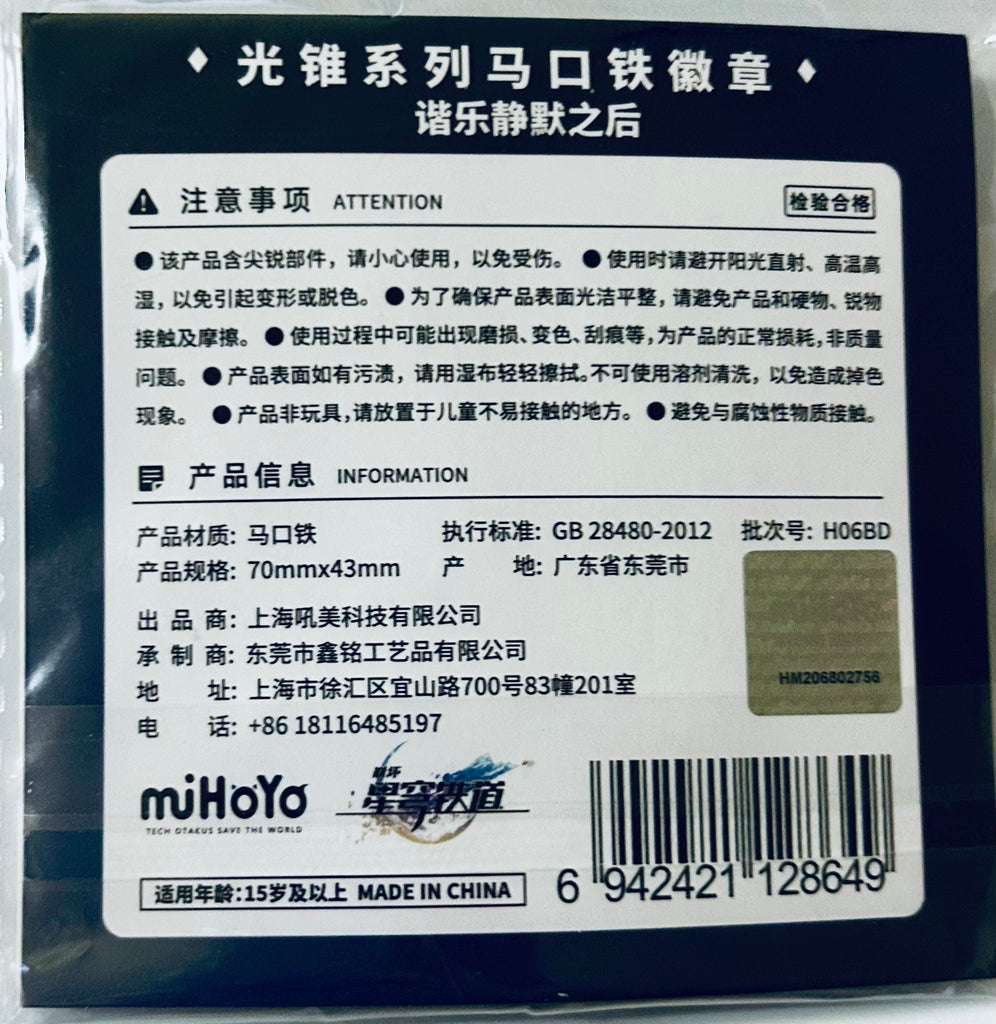 光锥系列马口铁徽章
谐乐静默之后
注意事项 ATTENTION 检验合格
●该产品含尖锐部件，请小心使用，以免受伤。 ●使用时请避开阳光直射、高温高
湿，以免引起变形或脱色。 ●为了确保产品表面光洁平整，请避免产品和硬物、锐物
接触及摩擦。 ●使用过程中可能出现磨损、变色、刮痕等，为产品的正常损耗，非质量
问题。 ●产品表面如有污渍，请用湿布轻轻擦拭。不可使用溶剂清洗，以免造成掉色
现象。 ●产品非玩具，请放置于儿童不易接触的地方。 ●避免与腐蚀性物质接触。
产品信息 INFORMATION
产品材质: 马口铁 执行标准: GB 28480-2012 批次号: H06BD
产品规格: 70mmx43mm 产 地: 广东省东莞市
出品商: 上海吼美科技有限公司
承制商: 东莞市鑫铭工艺品有限公司
HM206802756
地 址: 上海市徐汇区宜山路700号83幢201室
电 话: +86 18116485197
miHoYo 崩坏 星穹铁道
TECH OTAKUS SAVE THE WORLD
适用年龄:15岁及以上 MADE IN CHINA
6 942421 128649